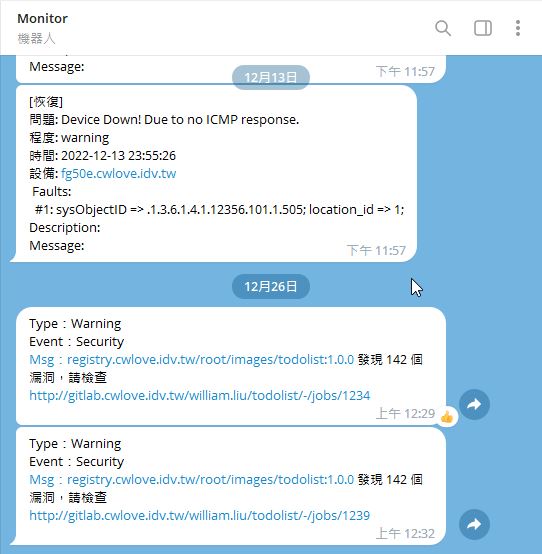 Monitor
機器人
Message:
下午 11:57
12月13日
[恢復]
問題: Device Down! Due to no ICMP response.
程度: warning
時間: 2022-12-13 23:55:26
設備: fg50e.cwlove.idv.tw
Faults:
#1: sysObjectID => .1.3.6.1.4.1.12356.101.1.505; location_id => 1;
Description:
Message:
下午 11:57
12月26日
Type：Warning
Event：Security
Msg：registry.cwlove.idv.tw/root/images/todolist:1.0.0 發現 142 個
漏洞，請檢查
http://gitlab.cwlove.idv.tw/william.liu/todolist/-/jobs/1234
上午 12:29
Type：Warning
Event：Security
Msg：registry.cwlove.idv.tw/root/images/todolist:1.0.0 發現 142 個
漏洞，請檢查
http://gitlab.cwlove.idv.tw/william.liu/todolist/-/jobs/1239
上午 12:32